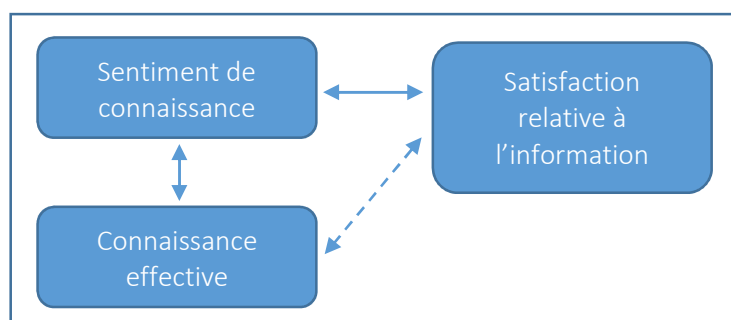 Sentiment de
connaissance
Satisfaction
relative à
l’information
Connaissance
effective